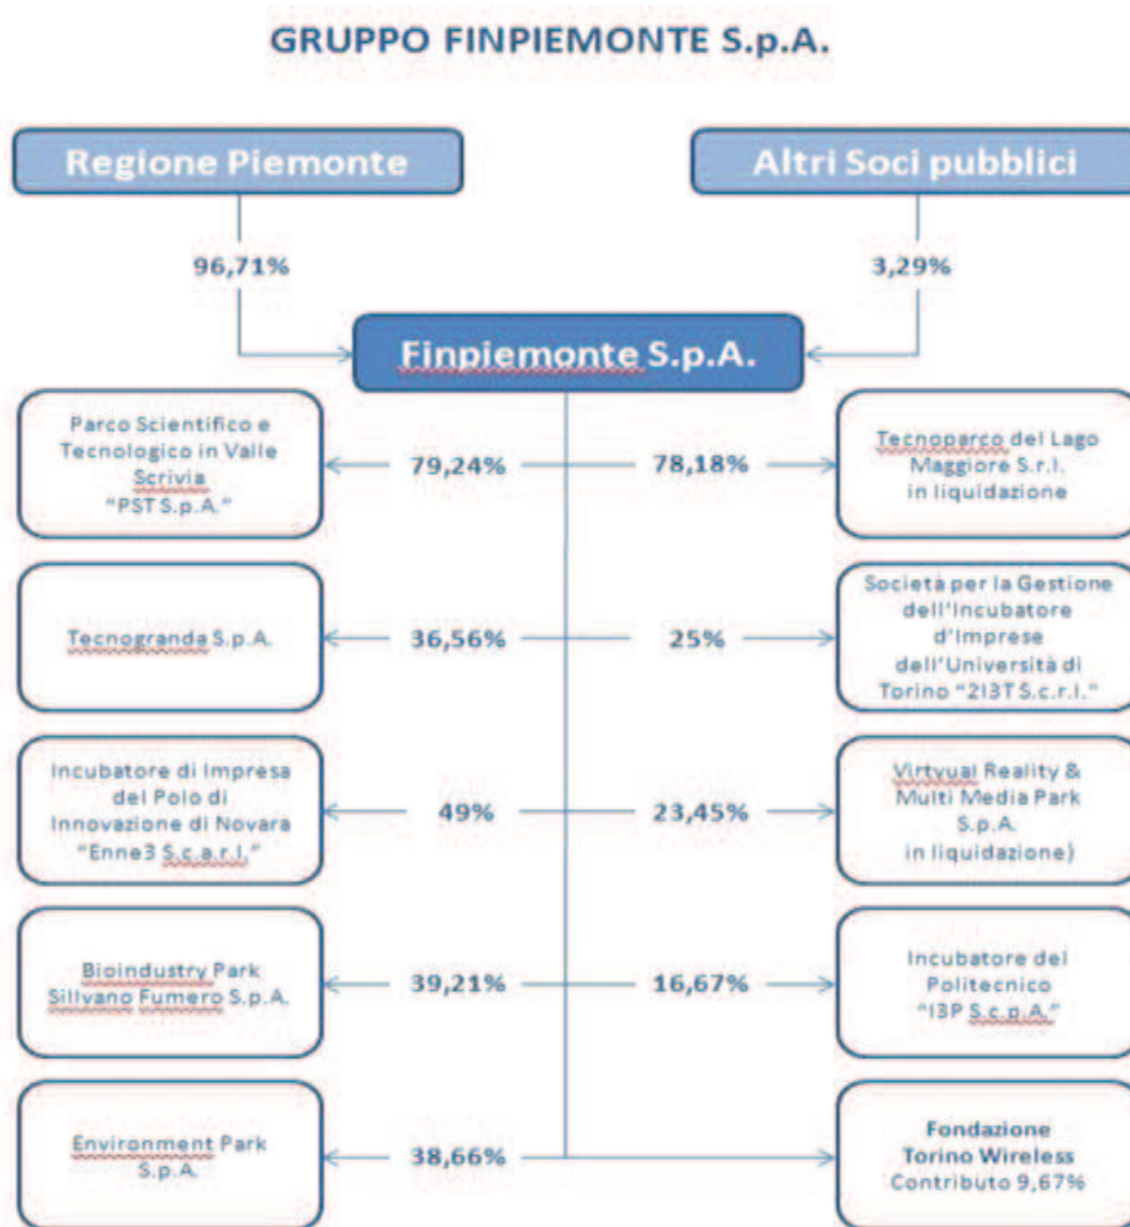 GRUPPO FINPIEMONTE S.p.A.
Regione Piemonte
Altri Soci pubblici
96,71%
3,29%
Finpiemonte S.p.A.
Parco Scientifico e
Tecnologico in Valle
Scrivia
"PST S.p.A."
79,24%
78,18%
Tecnoparco del Lago
Maggiore S.r.l.
in liquidazione
Tecnogranda S.p.A.
36,56%
25%
Società per la Gestione
dell'Incubatore
d'Imprese
dell'Università di
Torino "2I3T S.c.r.l."
Incubatore di Impresa
del Polo di
Innovazione di Novara
"Enne3 S.c.a.r.l."
49%
23,45%
Virtyual Reality &
Multi Media Park
S.p.A.
in liquidazione)
Bioindustry Park
Sillvano Fumero S.p.A.
39,21%
16,67%
Incubatore del
Politecnico
"I3P S.c.p.A."
Environment Park
S.p.A.
38,66%
Fondazione
Torino Wireless
Contributo 9,67%